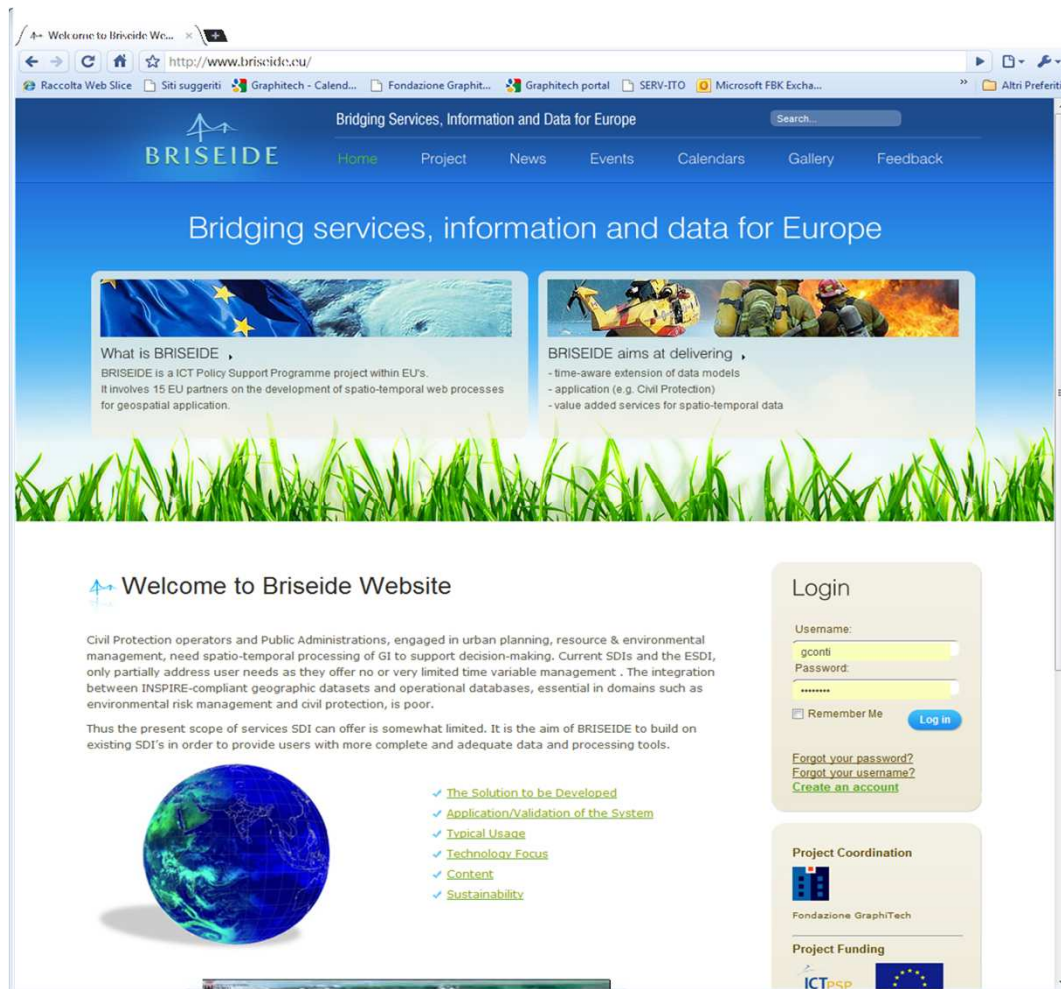 Welcome to Briseide We...
http://www.briseide.eu/
Raccolta Web Slice Siti suggeriti Graphitech - Calend... Fondazione Graphit... Graphitech portal SERV-ITO Microsoft FBK Excha... » Altri Preferiti
BRISEIDE
Bridging Services, Information and Data for Europe
Search...
Home Project News Events Calendars Gallery Feedback
Bridging services, information and data for Europe
What is BRISEIDE
BRISEIDE is a ICT Policy Support Programme project within EU's.
It involves 15 EU partners on the development of spatio-temporal web processes
for geospatial application.
BRISEIDE aims at delivering
- time-aware extension of data models
- application (e.g. Civil Protection)
- value added services for spatio-temporal data
Welcome to Briseide Website
Civil Protection operators and Public Administrations, engaged in urban planning, resource & environmental
management, need spatio-temporal processing of GI to support decision-making. Current SDIs and the ESDI,
only partially address user needs as they offer no or very limited time variable management . The integration
between INSPIRE-compliant geographic datasets and operational databases, essential in domains such as
environmental risk management and civil protection, is poor.
Thus the present scope of services SDI can offer is somewhat limited. It is the aim of BRISEIDE to build on
existing SDI's in order to provide users with more complete and adequate data and processing tools.
The Solution to be Developed
Application/Validation of the System
Typical Usage
Technology Focus
Content
Sustainability
Login
Username:
gconti
Password:
••••••••
Remember Me
Log in
Forgot your password?
Forgot your username?
Create an account
Project Coordination
Fondazione GraphiTech
Project Funding
ICTPSP